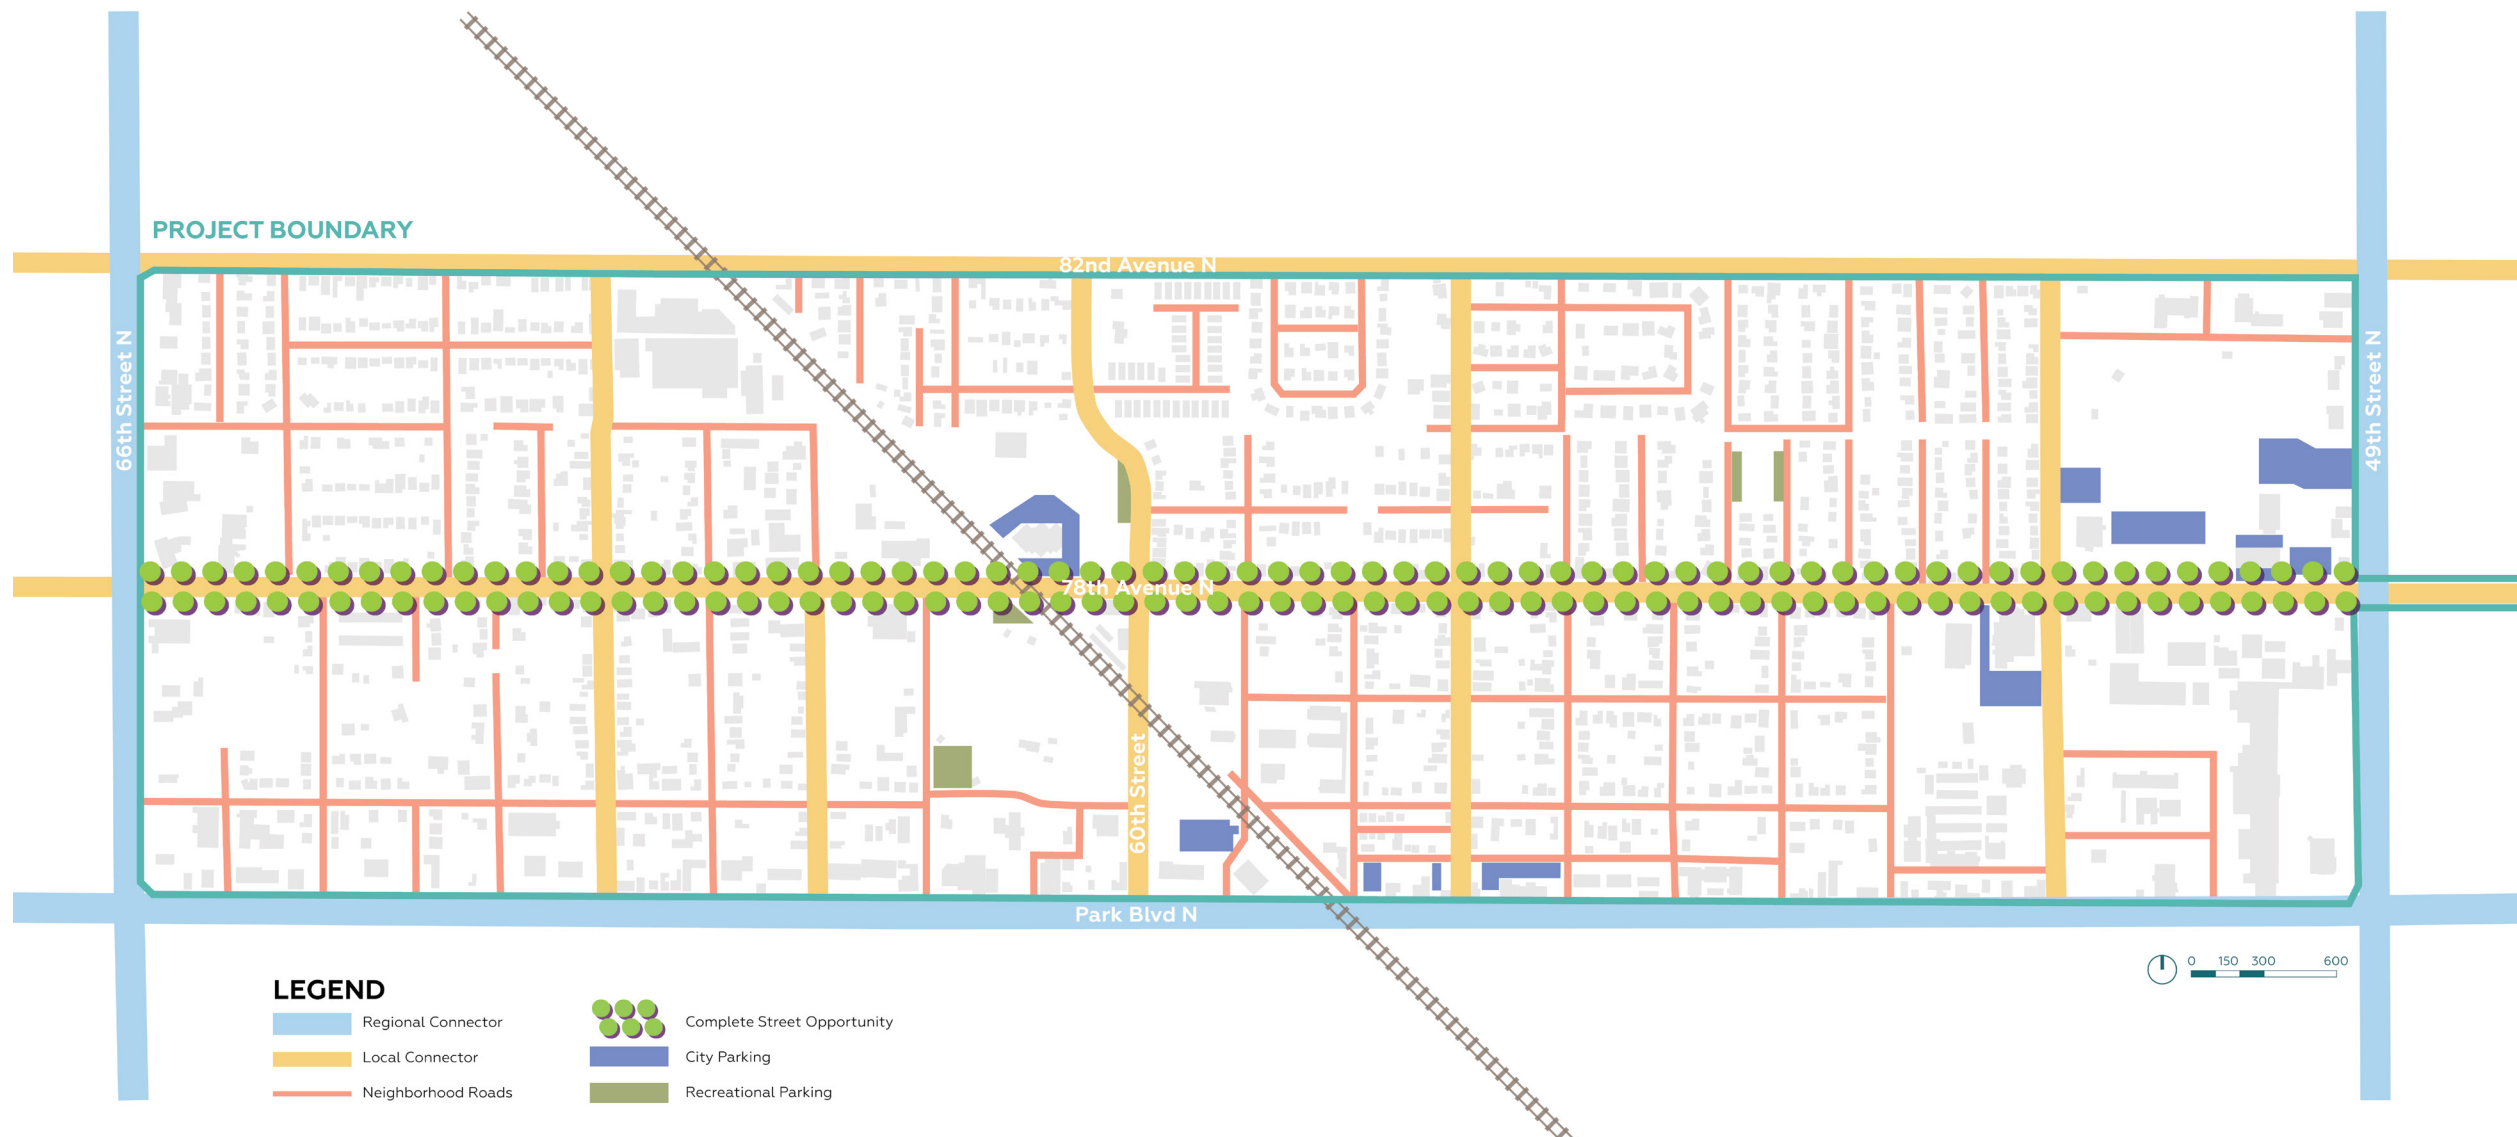 PROJECT BOUNDARY
82nd Avenue N
66th Street N
49th Street N
78th Avenue N
60th Street
Park Blvd N
0 150 300 600
LEGEND
Regional Connector
Local Connector
Neighborhood Roads
Complete Street Opportunity
City Parking
Recreational Parking